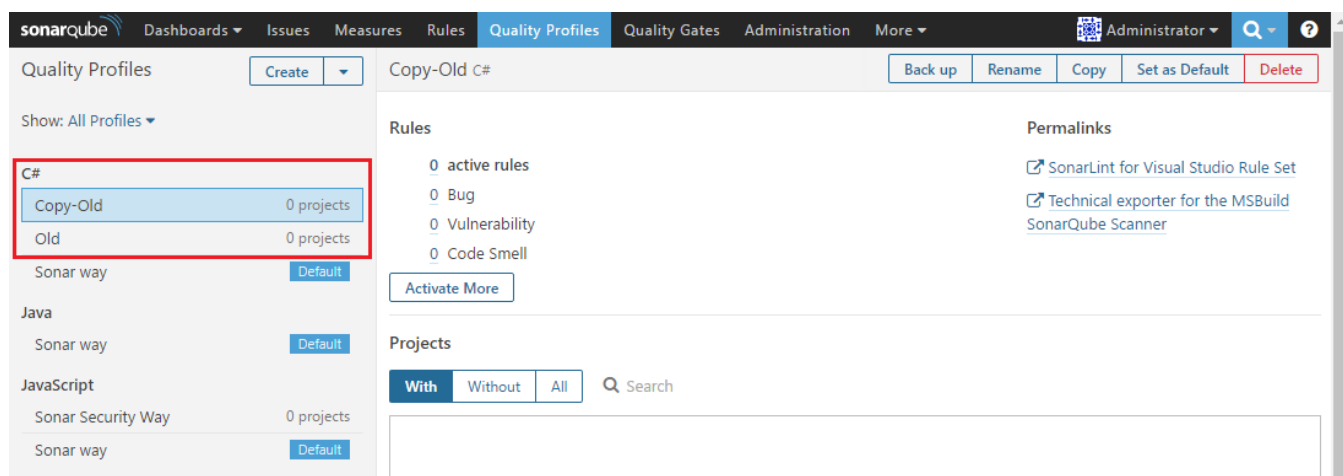 sonarqube Dashboards Issues Measures Rules Quality Profiles Quality Gates Administration More Administrator ?
Quality Profiles Create
Copy-Old C# Back up Rename Copy Set as Default Delete
Show: All Profiles
C#
Copy-Old 0 projects
Old 0 projects
Sonar way Default
Java
Sonar way Default
JavaScript
Sonar Security Way 0 projects
Sonar way Default
Rules
0 active rules
0 Bug
0 Vulnerability
0 Code Smell
Activate More
Permalinks
SonarLint for Visual Studio Rule Set
Technical exporter for the MSBuild
SonarQube Scanner
Projects
With Without All Search